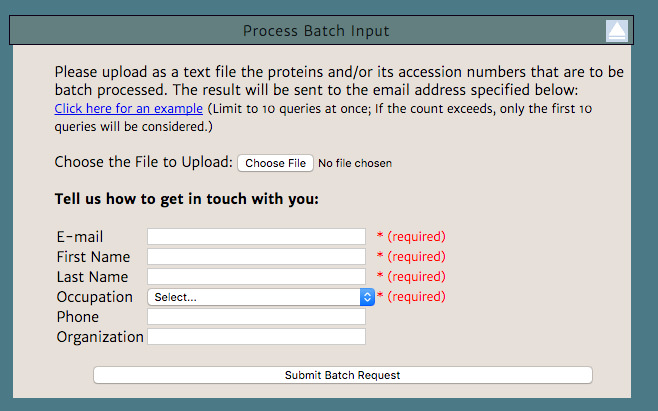 Process Batch Input
Please upload as a text file the proteins and/or its accession numbers that are to be
batch processed. The result will be sent to the email address specified below:
Click here for an example (Limit to 10 queries at once; If the count exceeds, only the first 10
queries will be considered.)
Choose the File to Upload: Choose File No file chosen
Tell us how to get in touch with you:
E-mail * (required)
First Name * (required)
Last Name * (required)
Occupation Select... * (required)
Phone
Organization
Submit Batch Request